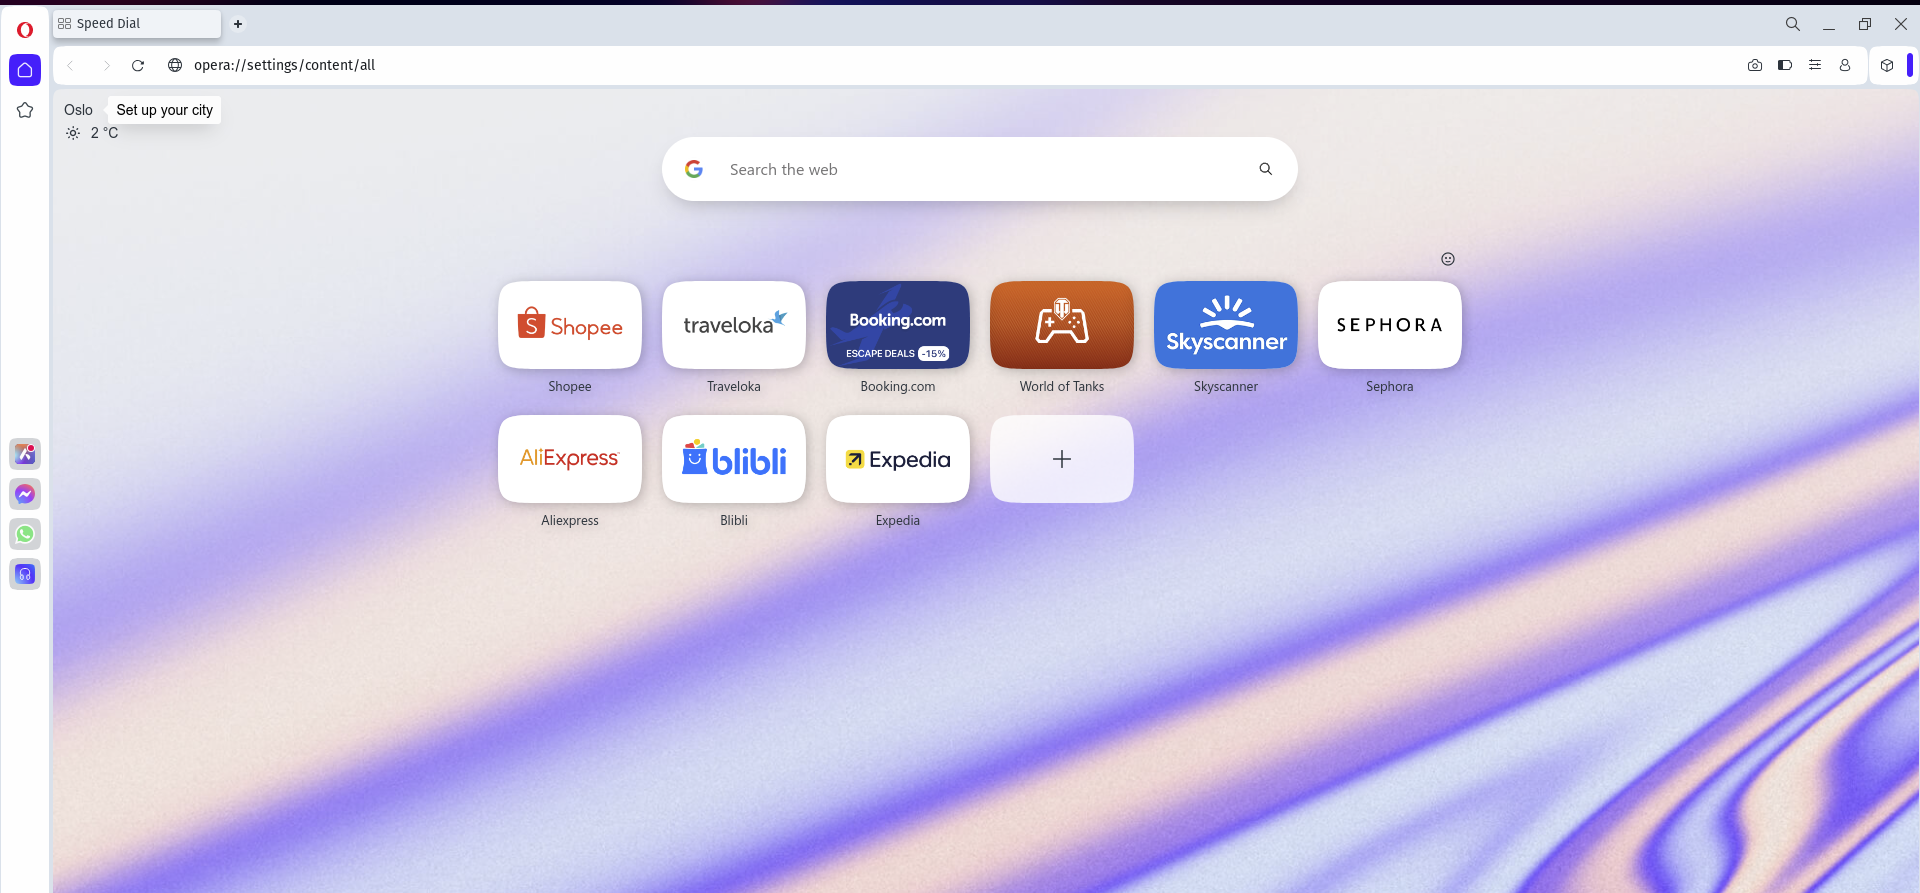 Speed Dial
opera://settings/content/all
Oslo
Set up your city
2 °C
Search the web
Shopee
traveloka
Booking.com
ESCAPE DEALS -15%
Skyscanner
SEPHORA
Shopee
Traveloka
Booking.com
World of Tanks
Skyscanner
Sephora
AliExpress
blibli
Expedia
Aliexpress
Blibli
Expedia